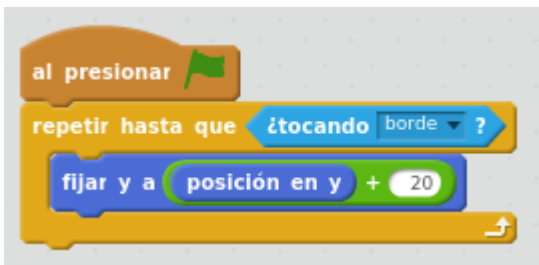 al presionar
repetir hasta que ¿tocando borde ?
fijar y a posición en y + 20